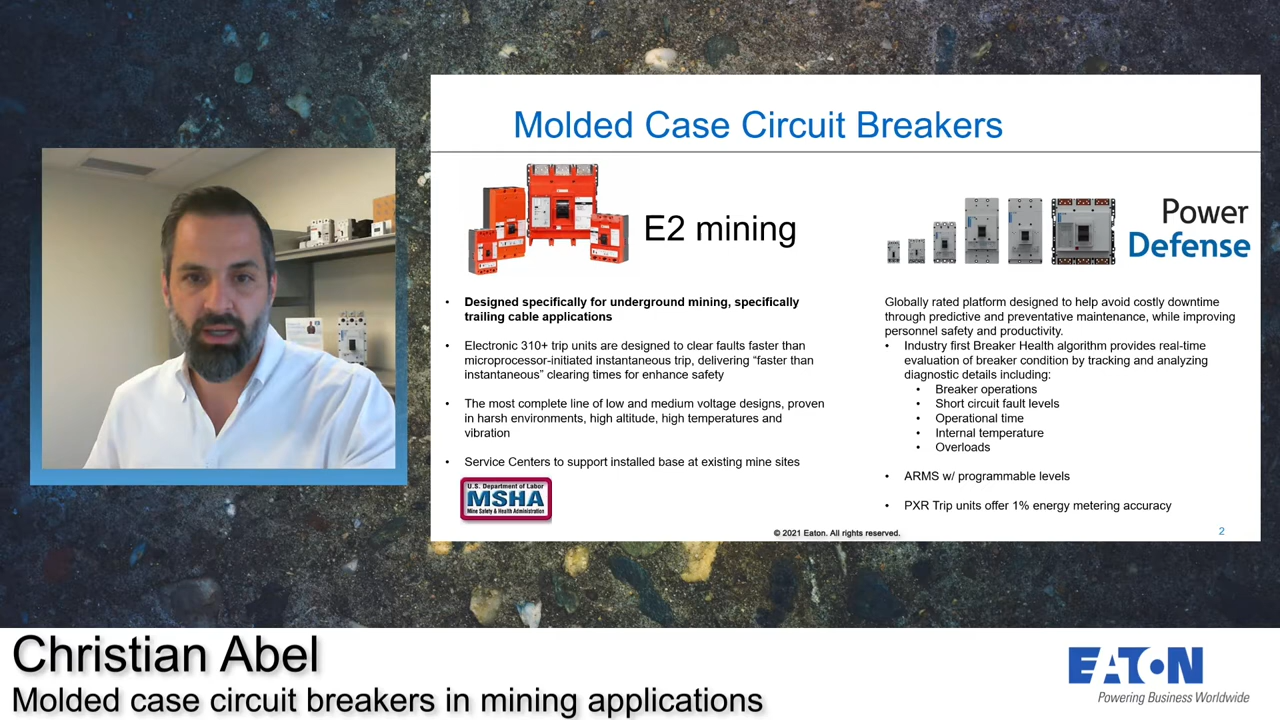 Molded Case Circuit Breakers
E2 mining
Power
Defense
• Designed specifically for underground mining, specifically
trailing cable applications
• Electronic 310+ trip units are designed to clear faults faster than
microprocessor-initiated instantaneous trip, delivering “faster than
instantaneous” clearing times for enhance safety
• The most complete line of low and medium voltage designs, proven
in harsh environments, high altitude, high temperatures and
vibration
• Service Centers to support installed base at existing mine sites
U.S. Department of Labor
MSHA
Mine Safety & Health Administration
Globally rated platform designed to help avoid costly downtime
through predictive and preventative maintenance, while improving
personnel safety and productivity.
• Industry first Breaker Health algorithm provides real-time
evaluation of breaker condition by tracking and analyzing
diagnostic details including:
• Breaker operations
• Short circuit fault levels
• Operational time
• Internal temperature
• Overloads
• ARMS w/ programmable levels
• PXR Trip units offer 1% energy metering accuracy
© 2021 Eaton. All rights reserved.
2
Christian Abel
Molded case circuit breakers in mining applications
EATON
Powering Business Worldwide